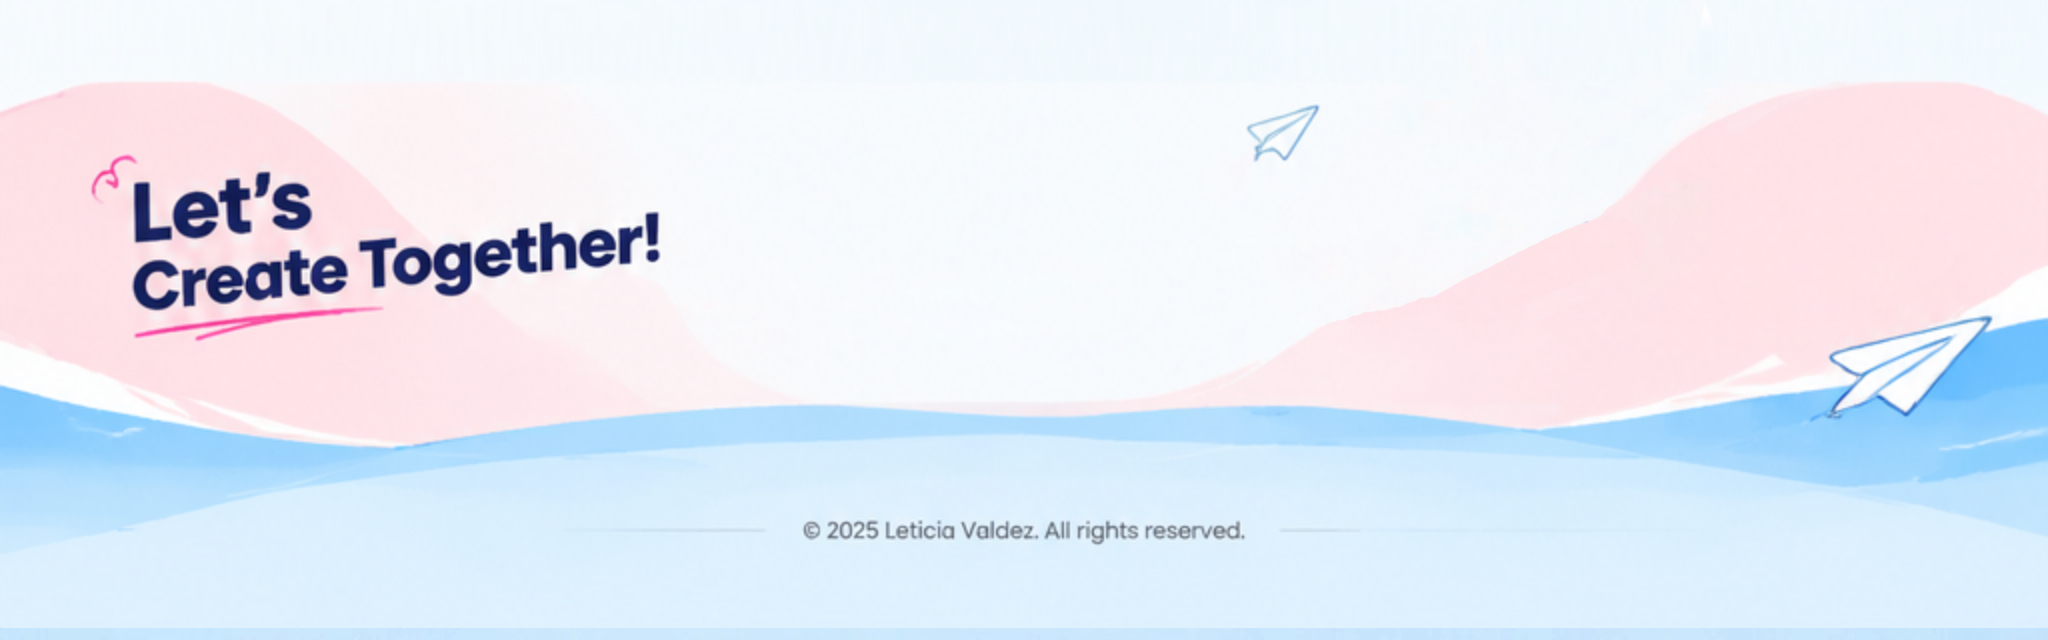 Let’s
Create Together!
© 2025 Leticia Valdez. All rights reserved.